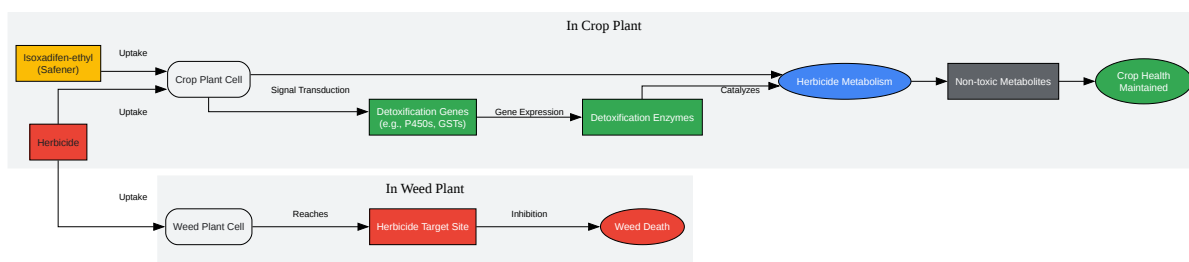 In Crop Plant
Isoxadifen-ethyl
(Safener)
Uptake
Crop Plant Cell
Uptake
Herbicide
Signal Transduction
Detoxification Genes
(e.g., P450s, GSTs)
Gene Expression
Detoxification Enzymes
Catalyzes
Herbicide Metabolism
Non-toxic Metabolites
Crop Health
Maintained
In Weed Plant
Uptake
Weed Plant Cell
Reaches
Herbicide Target Site
Inhibition
Weed Death